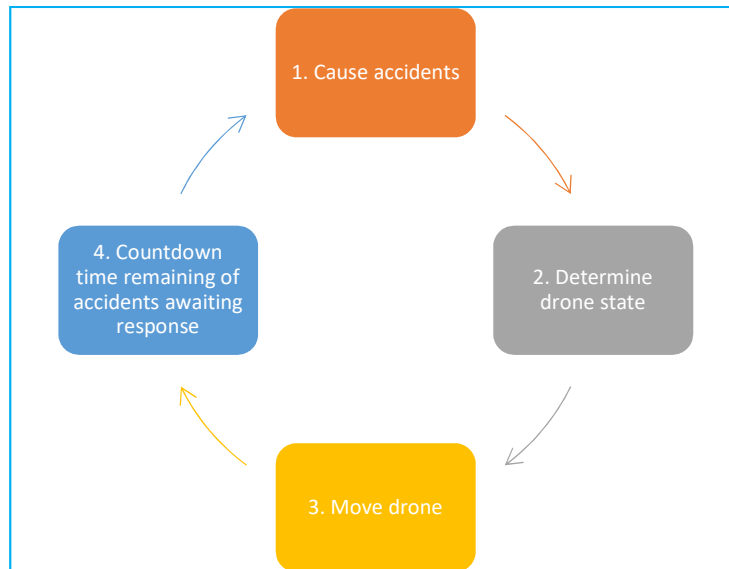 1. Cause accidents
2. Determine
drone state
3. Move drone
4. Countdown
time remaining of
accidents awaiting
response